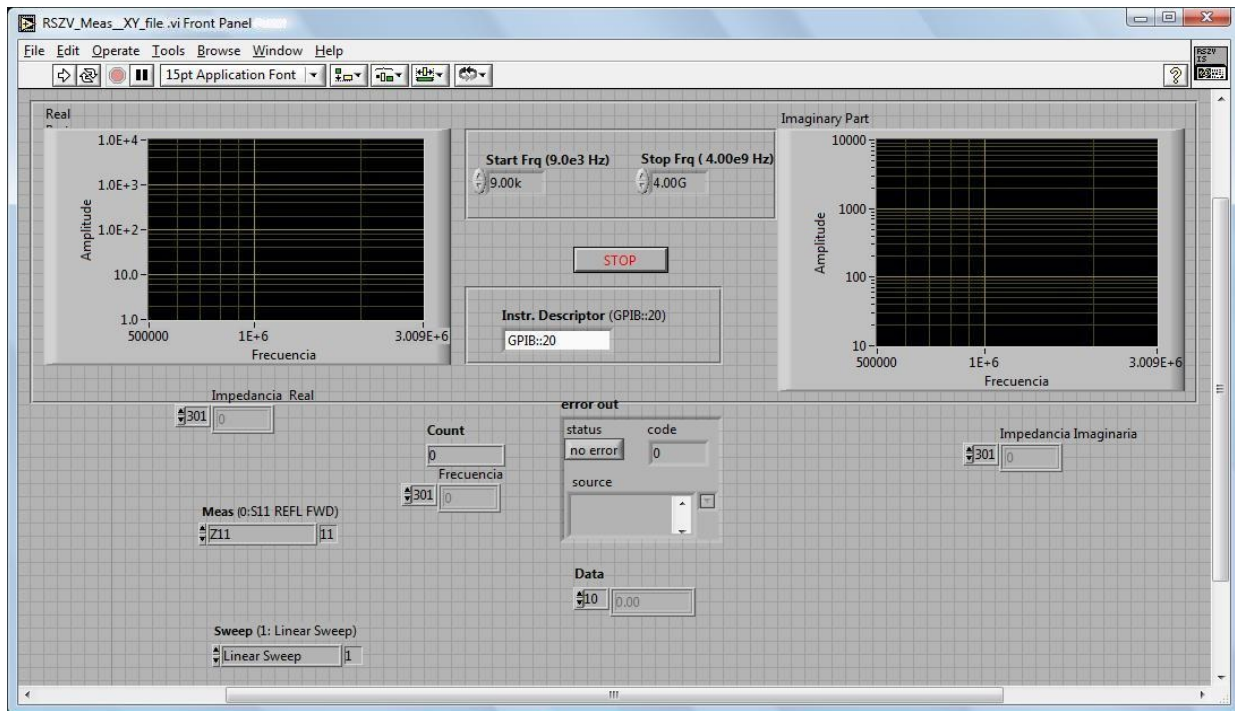 RSZV_Meas__XY_file..vi Front Panel
File Edit Operate Tools Browse Window Help
15pt Application Font
RSZV
IS
Real
1.0E+4
1.0E+3
1.0E+2
10.0
1.0
Amplitude
500000 1E+6 3.009E+6
Frecuencia
Start Frq (9.0e3 Hz) Stop Frq ( 4.00e9 Hz)
9.00k 4.00G
STOP
Instr. Descriptor (GPIB::20)
GPIB::20
Imaginary Part
10000
1000
100
10
Amplitude
500000 1E+6 3.009E+6
Frecuencia
Impedancia Real
301 0
Count
0
Frecuencia
301 0
error out
status code
no error 0
source
Impedancia Imaginaria
301 0
Meas (0:S11 REFL FWD)
Z11 11
Data
10 0.00
Sweep (1: Linear Sweep)
Linear Sweep 1